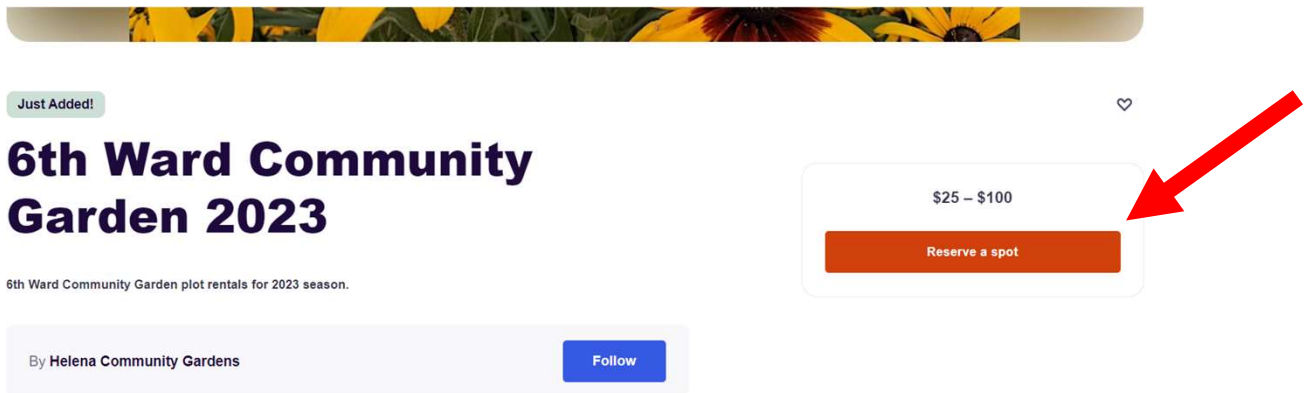 Just Added!
6th Ward Community
Garden 2023
$25 – $100
Reserve a spot
6th Ward Community Garden plot rentals for 2023 season.
By Helena Community Gardens
Follow